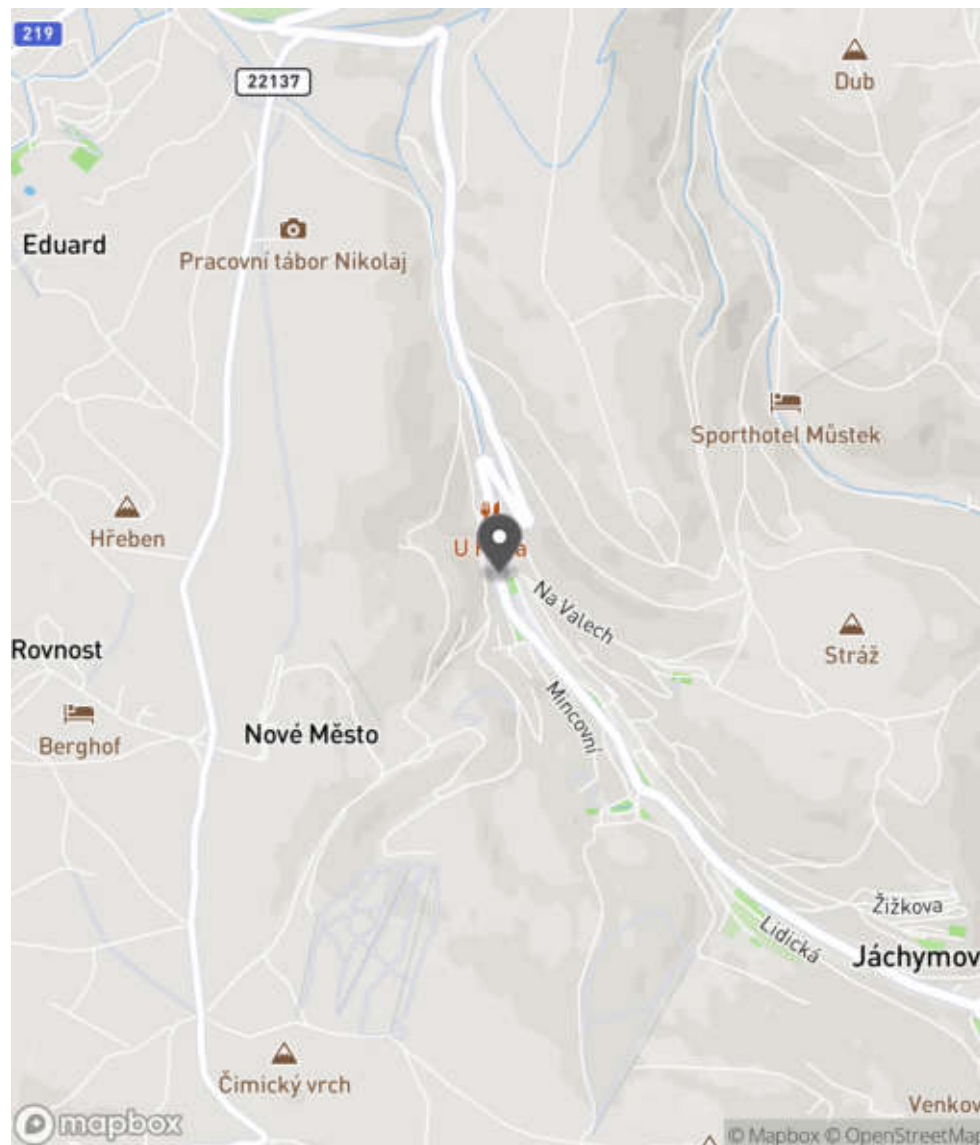 219
22137
Dub
Eduard
Pracovní tábor Nikolaj
Sporthotel Můstek
Hřeben
U
Na Valech
Stráž
Rovnost
Mincovní
Berghof
Nové Město
Žižkova
Lidická
Jáchymov
Čimický vrch
Venkov
mapbox
© Mapbox © OpenStreetMap